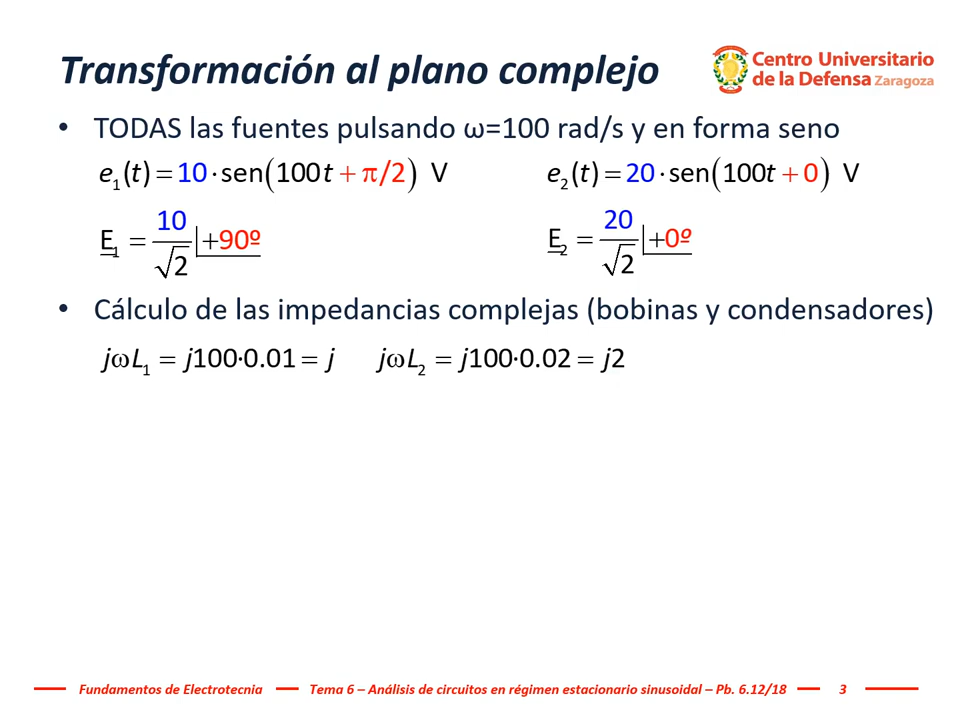 Transformación al plano complejo
Centro Universitario
de la Defensa Zaragoza
• TODAS las fuentes pulsando ω=100 rad/s y en forma seno
e₁(t) = 10·sen(100t + π/2) V    e₂(t) = 20·sen(100t + 0) V
E₁ = 10/√2 |+90º    E₂ = 20/√2 |+0º
• Cálculo de las impedancias complejas (bobinas y condensadores)
jωL₁ = j100·0.01 = j    jωL₂ = j100·0.02 = j2
Fundamentos de Electrotecnia    Tema 6 – Análisis de circuitos en régimen estacionario sinusoidal – Pb. 6.12/18    3